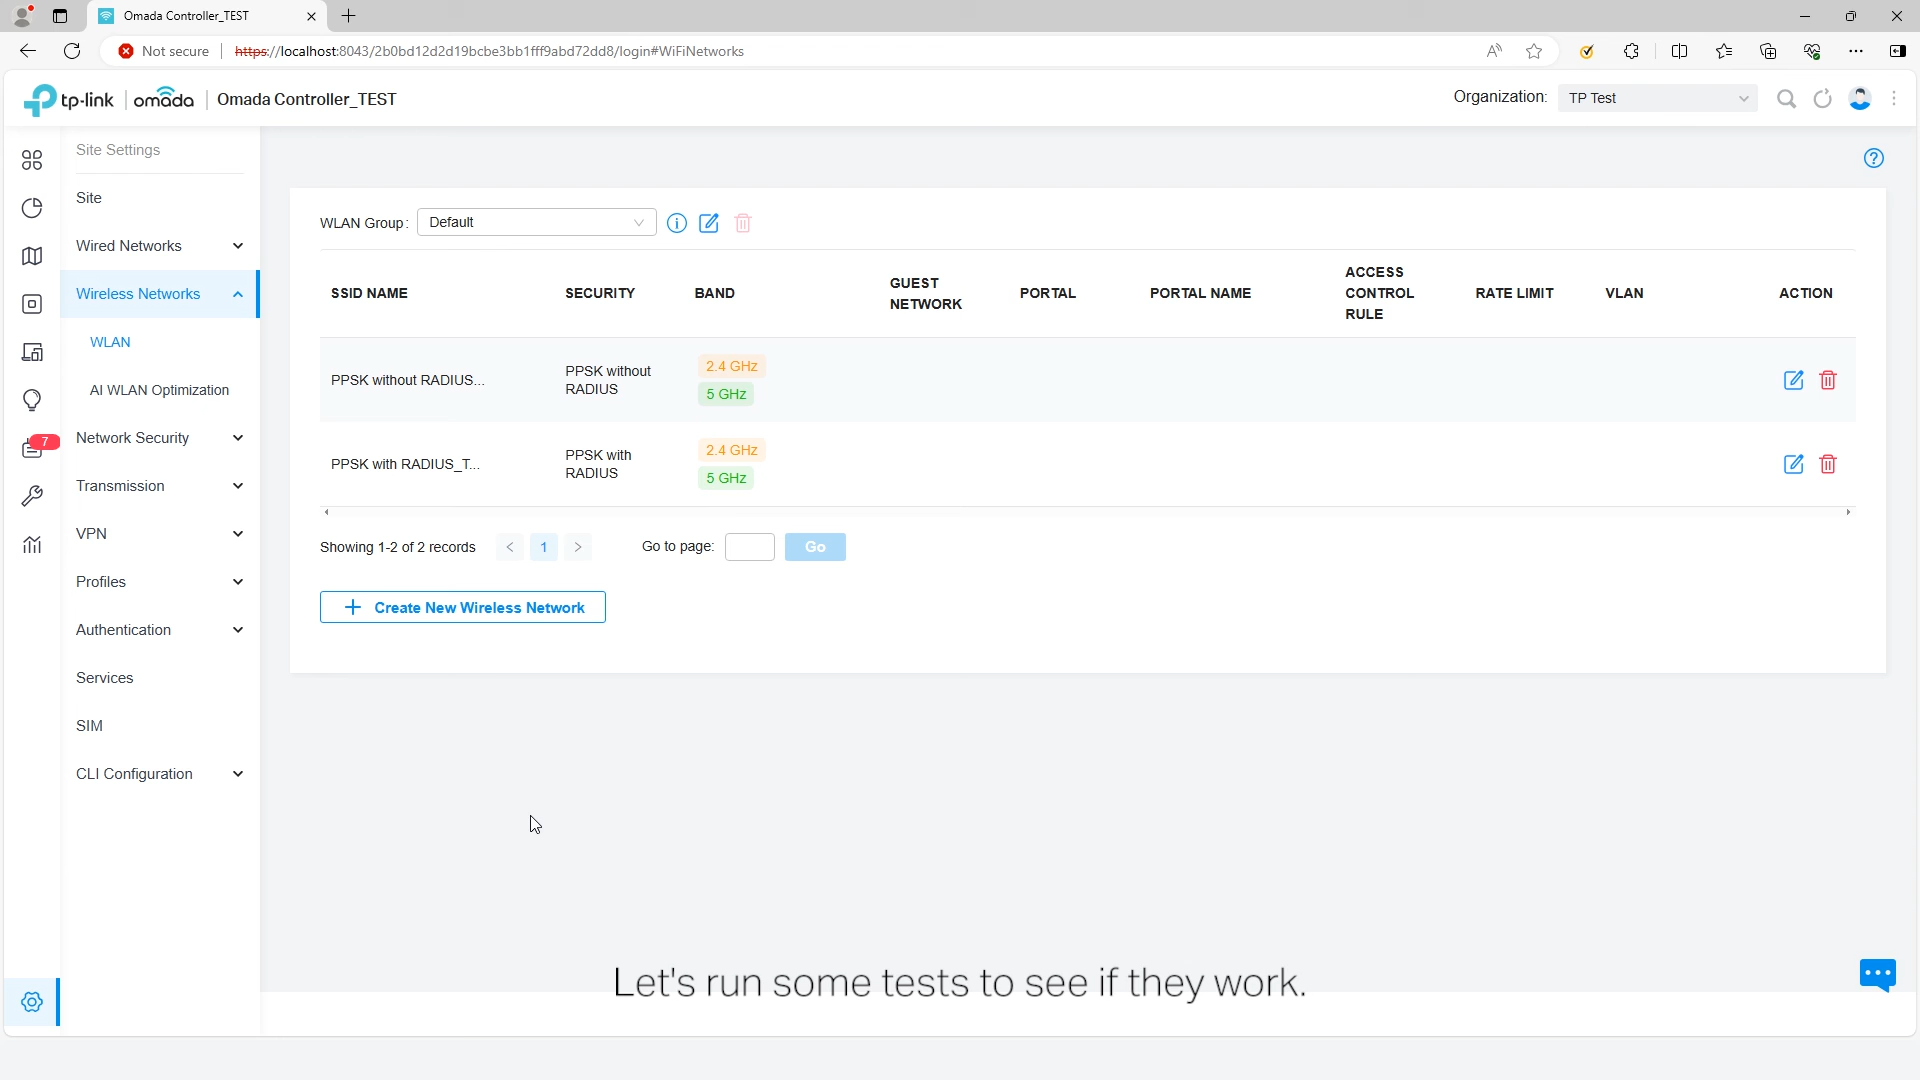 Omada Controller_TEST
Not secure
https://localhost:8043/2b0bd12d2d19bcbe3bb1fff9abd72dd8/login#WiFiNetworks
tp-link
omada
Omada Controller_TEST
Organization:
TP Test
Site Settings
Site
Wired Networks
Wireless Networks
WLAN
AI WLAN Optimization
Network Security
7
Transmission
VPN
Profiles
Authentication
Services
SIM
CLI Configuration
WLAN Group:
Default
SSID NAME
SECURITY
BAND
GUEST
NETWORK
PORTAL
PORTAL NAME
ACCESS
CONTROL
RULE
RATE LIMIT
VLAN
ACTION
PPSK without RADIUS...
PPSK without
RADIUS
2.4 GHz
5 GHz
PPSK with RADIUS_T...
PPSK with
RADIUS
2.4 GHz
5 GHz
Showing 1-2 of 2 records
<
1
>
Go to page:
Go
Create New Wireless Network
Let's run some tests to see if they work.